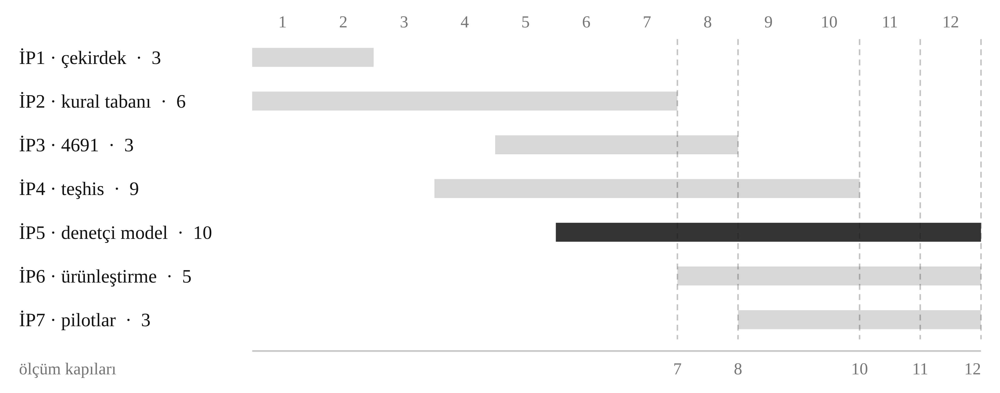 1 2 3 4 5 6 7 8 9 10 11 12
İP1 · çekirdek · 3
İP2 · kural tabanı · 6
İP3 · 4691 · 3
İP4 · teşhis · 9
İP5 · denetçi model · 10
İP6 · ürünleştirme · 5
İP7 · pilotlar · 3
ölçüm kapıları 7 8 10 11 12